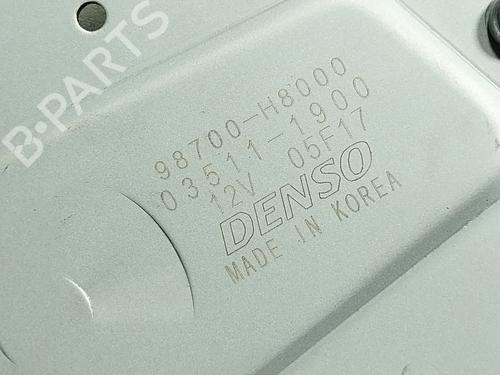 B-PARTS
98700-H8000
03511-1900
12V 05F17
DENSO
MADE IN KOREA